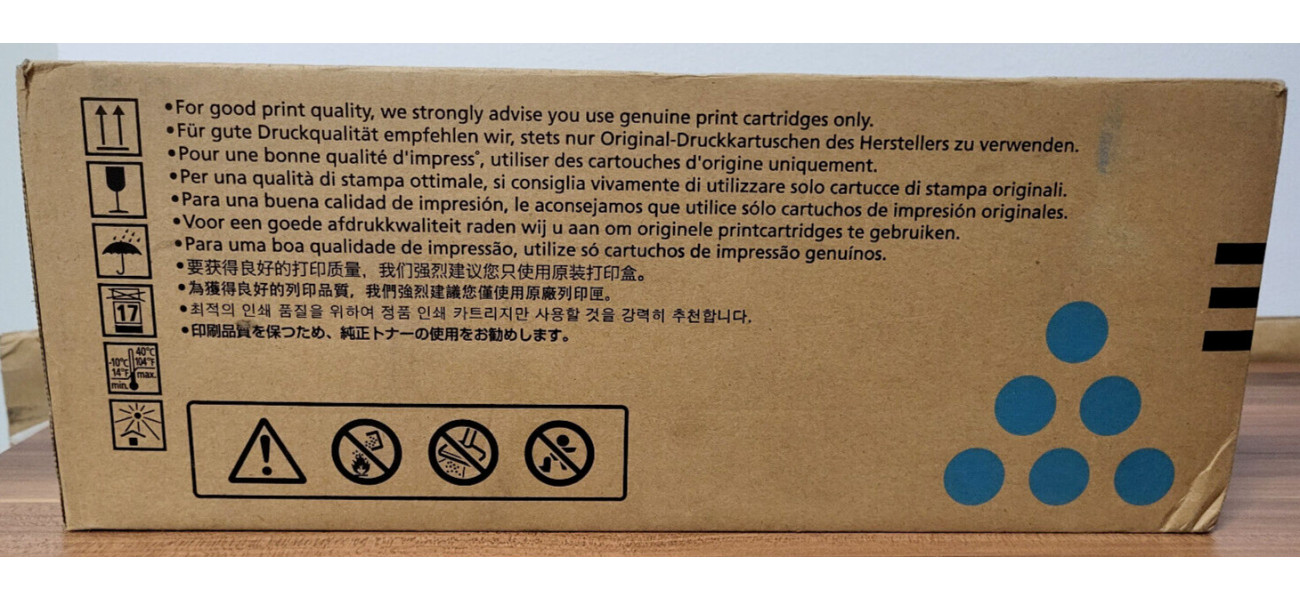 •For good print quality, we strongly advise you use genuine print cartridges only.
•Für gute Druckqualität empfehlen wir, stets nur Original-Druckkartuschen des Herstellers zu verwenden.
•Pour une bonne qualité d'impress°, utiliser des cartouches d'origine uniquement.
•Per una qualità di stampa ottimale, si consiglia vivamente di utilizzare solo cartucce di stampa originali.
•Para una buena calidad de impresión, le aconsejamos que utilice sólo cartuchos de impresión originales.
•Voor een goede afdrukkwaliteit raden wij u aan om originele printcartridges te gebruiken.
•Para uma boa qualidade de impressão, utilize só cartuchos de impressão genuínos.
•要获得良好的打印质量，我们强烈建议您只使用原装打印盒。
•為獲得良好的列印品質，我們強烈建議您僅使用原廠列印匣。
•최적의 인쇄 품질을 위하여 정품 인쇄 카트리지만 사용할 것을 강력히 추천합니다.
•印刷品質を保つため、純正トナーの使用をお勧めします。
17
40°C
-10°C 104°F
14°F max.
min.